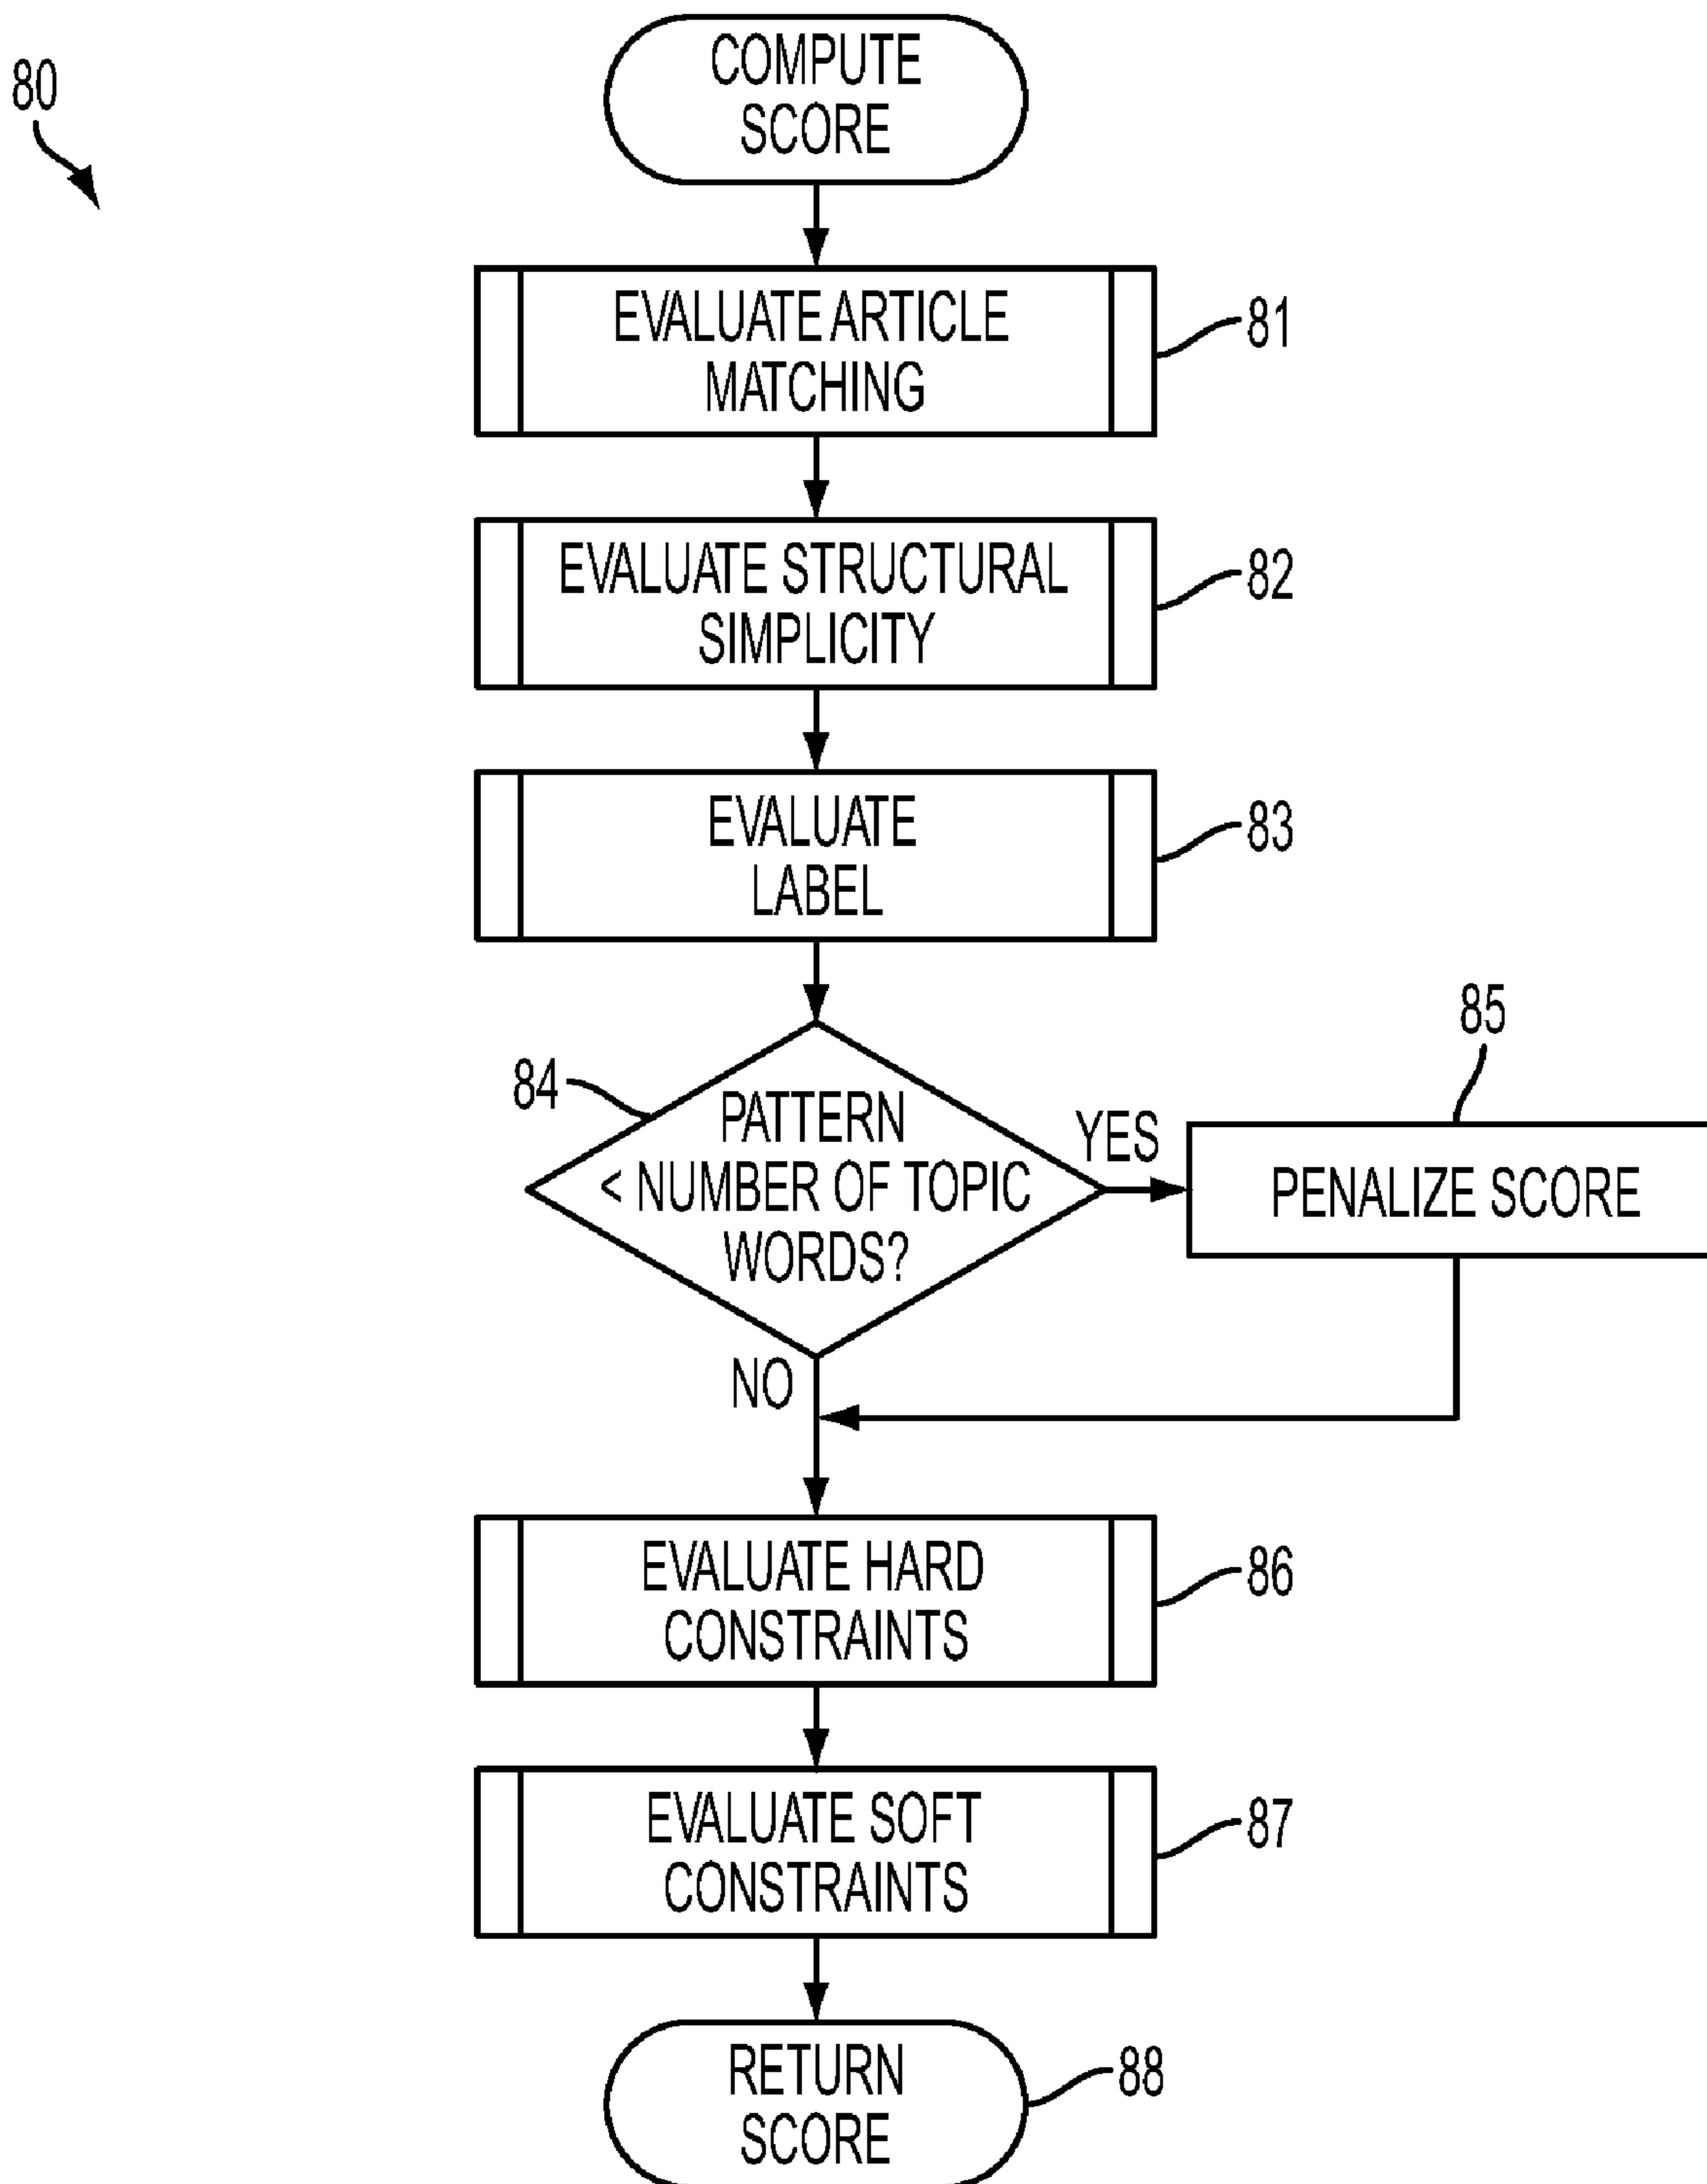 80
COMPUTE
SCORE
EVALUATE ARTICLE
MATCHING
81
EVALUATE STRUCTURAL
SIMPLICITY
82
EVALUATE
LABEL
83
84
PATTERN
< NUMBER OF TOPIC
WORDS?
YES
85
PENALIZE SCORE
NO
EVALUATE HARD
CONSTRAINTS
86
EVALUATE SOFT
CONSTRAINTS
87
RETURN
SCORE
88